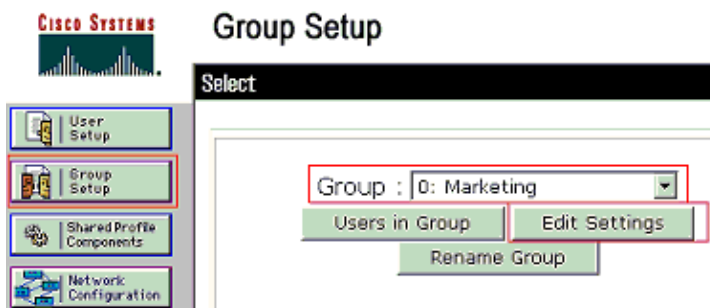 CISCO SYSTEMS
Group Setup
Select
User
Setup
Group
Setup
Shared Profile
Components
Network
Configuration
Group : 0: Marketing
Users in Group
Edit Settings
Rename Group